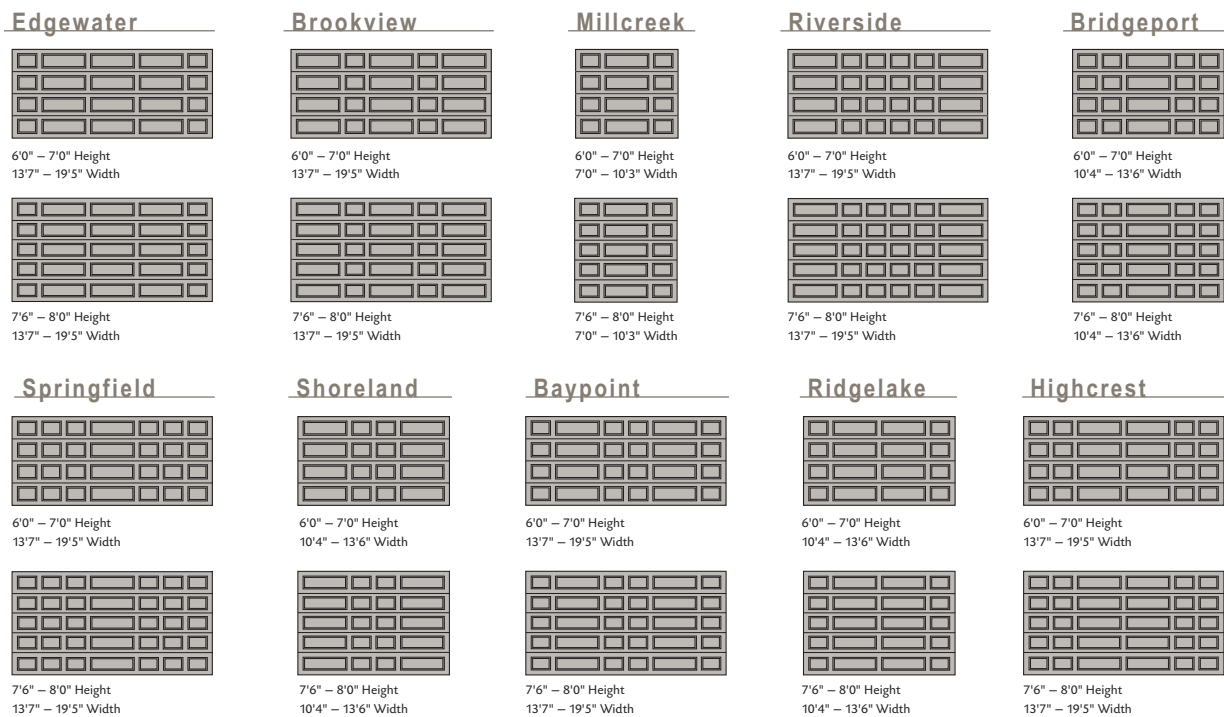 Edgewater
Brookview
Millcreek
Riverside
Bridgeport
6'0" – 7'0" Height
13'7" – 19'5" Width
6'0" – 7'0" Height
13'7" – 19'5" Width
6'0" – 7'0" Height
7'0" – 10'3" Width
6'0" – 7'0" Height
13'7" – 19'5" Width
6'0" – 7'0" Height
10'4" – 13'6" Width
7'6" – 8'0" Height
13'7" – 19'5" Width
7'6" – 8'0" Height
13'7" – 19'5" Width
7'6" – 8'0" Height
7'0" – 10'3" Width
7'6" – 8'0" Height
13'7" – 19'5" Width
7'6" – 8'0" Height
10'4" – 13'6" Width
Springfield
Shoreland
Baypoint
Ridgelake
Highcrest
6'0" – 7'0" Height
13'7" – 19'5" Width
6'0" – 7'0" Height
10'4" – 13'6" Width
6'0" – 7'0" Height
13'7" – 19'5" Width
6'0" – 7'0" Height
10'4" – 13'6" Width
6'0" – 7'0" Height
13'7" – 19'5" Width
7'6" – 8'0" Height
13'7" – 19'5" Width
7'6" – 8'0" Height
10'4" – 13'6" Width
7'6" – 8'0" Height
13'7" – 19'5" Width
7'6" – 8'0" Height
10'4" – 13'6" Width
7'6" – 8'0" Height
13'7" – 19'5" Width